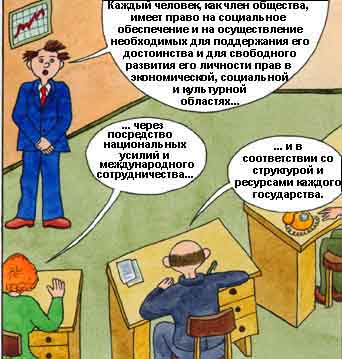 Каждый человек, как член общества,
имеет право на социальное
обеспечение и на осуществление
необходимых для поддержания его
достоинства и для свободного
развития его личности прав в
экономической, социальной
и культурной
областях...
... через
посредство
национальных
усилий и
международного
сотрудничества...
... и в
соответствии со
структурой и
ресурсами каждого
государства.